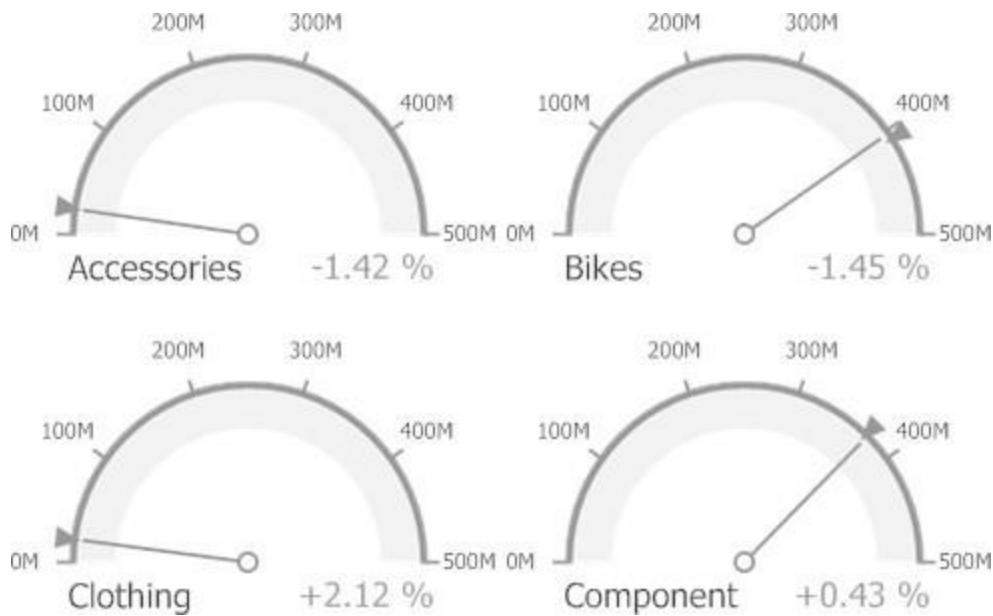 200M 300M
100M 400M
0M 500M
Accessories -1.42 %
200M 300M
100M 400M
0M 500M
Bikes -1.45 %
200M 300M
100M 400M
0M 500M
Clothing +2.12 %
200M 300M
100M 400M
0M 500M
Component +0.43 %